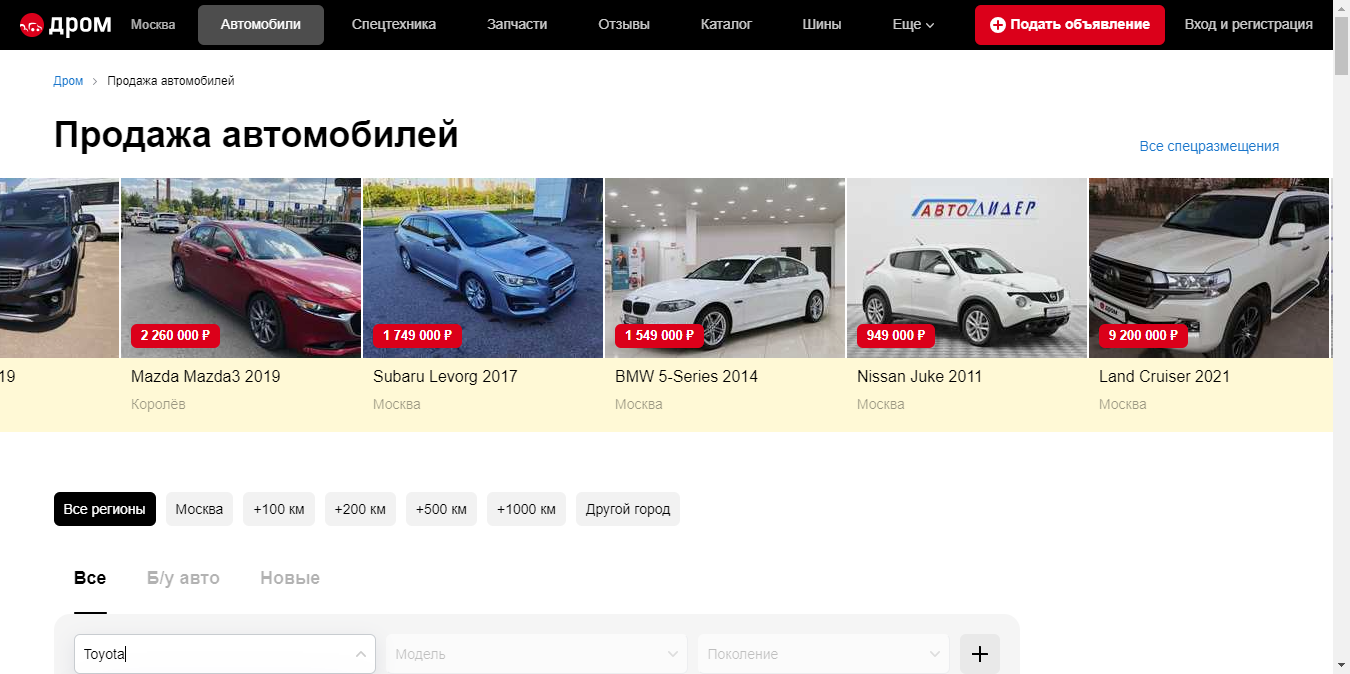 дром Москва Автомобили Спецтехника Запчасти Отзывы Каталог Шины Еще Подать объявление Вход и регистрация
Дром > Продажа автомобилей
Продажа автомобилей
Все спецразмещения
АВТОЛИДЕР
2 260 000 ₽ 1 749 000 ₽ 1 549 000 ₽ 949 000 ₽ 9 200 000 ₽
19 Mazda Mazda3 2019 Subaru Levorg 2017 BMW 5-Series 2014 Nissan Juke 2011 Land Cruiser 2021
Королёв Москва Москва Москва Москва
Все регионы Москва +100 км +200 км +500 км +1000 км Другой город
Все Б/у авто Новые
Toyota Модель Поколение +